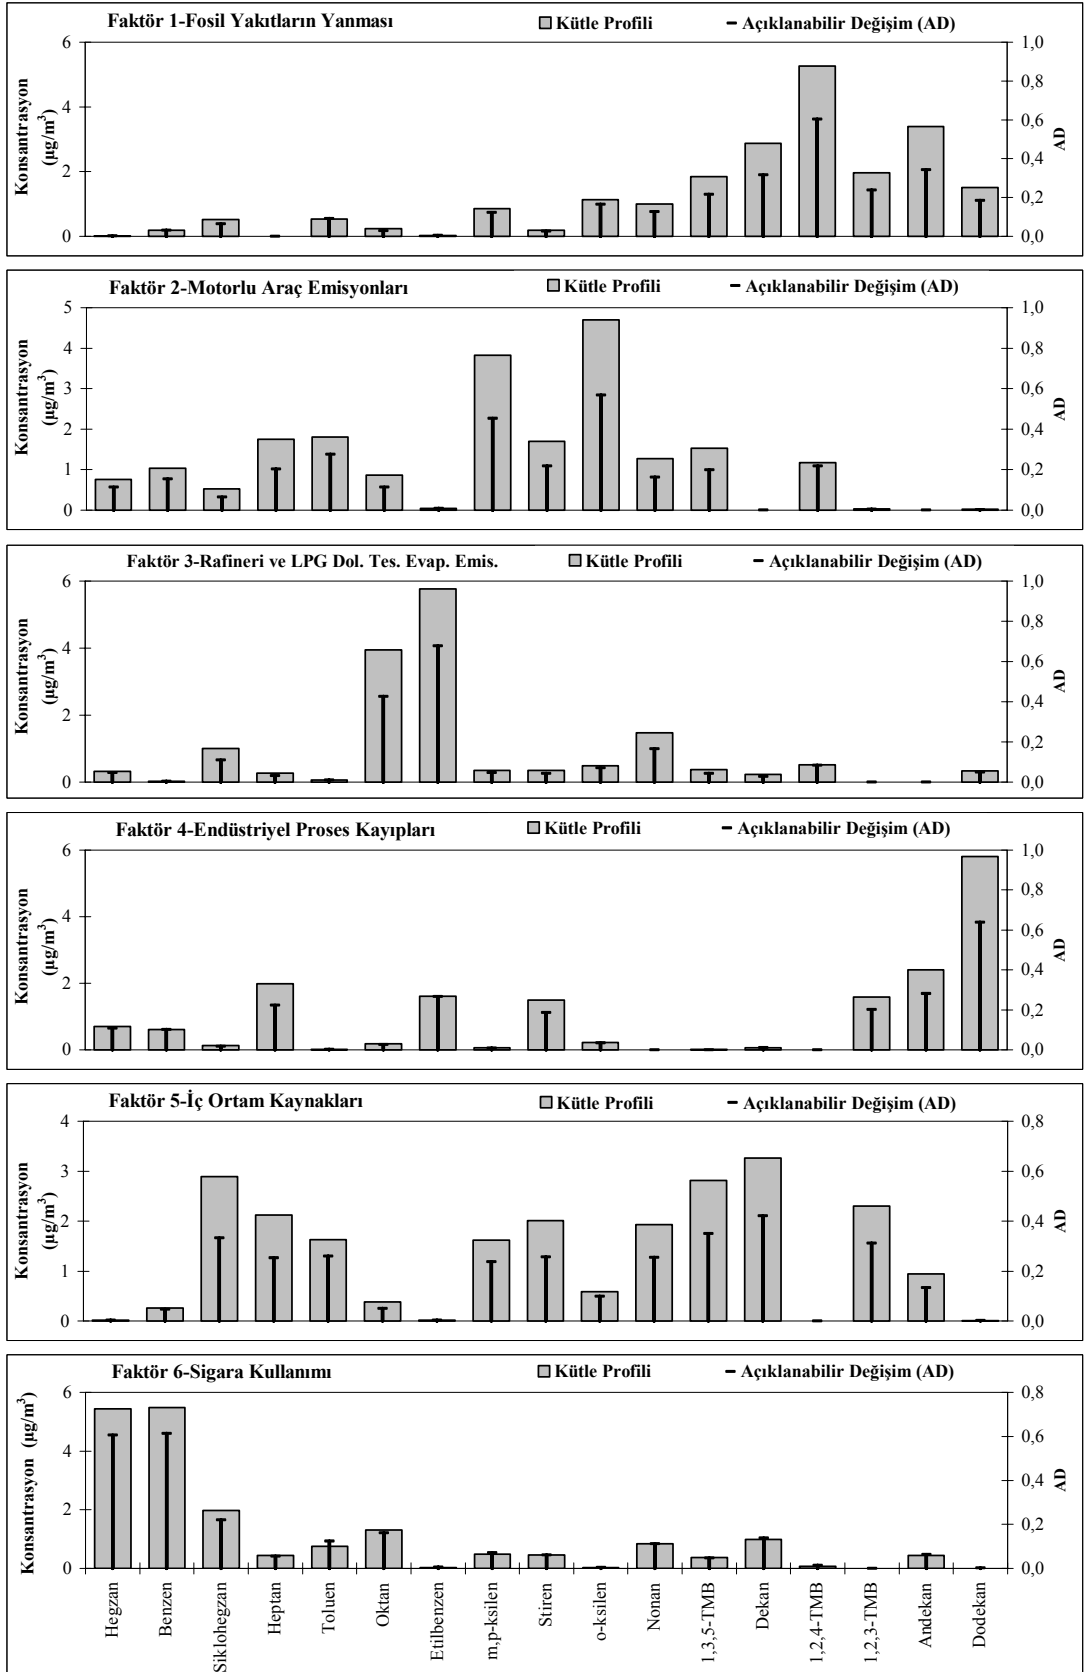 Faktör 1-Fosil Yakıtların Yanması
Kütle Profili
Açıklanabilir Değişim (AD)
Konsantrasyon
(µg/m³)
6
4
2
0
1,0
0,8
0,6
0,4
0,2
0,0
AD
Faktör 2-Motorlu Araç Emisyonları
Kütle Profili
Açıklanabilir Değişim (AD)
Konsantrasyon
(µg/m³)
5
4
3
2
1
0
1,0
0,8
0,6
0,4
0,2
0,0
AD
Faktör 3-Rafineri ve LPG Dol. Tes. Evap. Emis.
Kütle Profili
Açıklanabilir Değişim (AD)
Konsantrasyon
(µg/m³)
6
4
2
0
1,0
0,8
0,6
0,4
0,2
0,0
AD
Faktör 4-Endüstriyel Proses Kayıpları
Kütle Profili
Açıklanabilir Değişim (AD)
Konsantrasyon
(µg/m³)
6
4
2
0
1,0
0,8
0,6
0,4
0,2
0,0
AD
Faktör 5-İç Ortam Kaynakları
Kütle Profili
Açıklanabilir Değişim (AD)
Konsantrasyon
(µg/m³)
4
3
2
1
0
0,8
0,6
0,4
0,2
0,0
AD
Faktör 6-Sigara Kullanımı
Kütle Profili
Açıklanabilir Değişim (AD)
Konsantrasyon (µg/m³)
6
4
2
0
0,8
0,6
0,4
0,2
0,0
AD
Hegzan
Benzen
Siklohegzan
Heptan
Toluen
Oktan
Etilbenzen
m,p-ksilen
Stiren
o-ksilen
Nonan
1,3,5-TMB
Dekan
1,2,4-TMB
1,2,3-TMB
Andekan
Dodekan